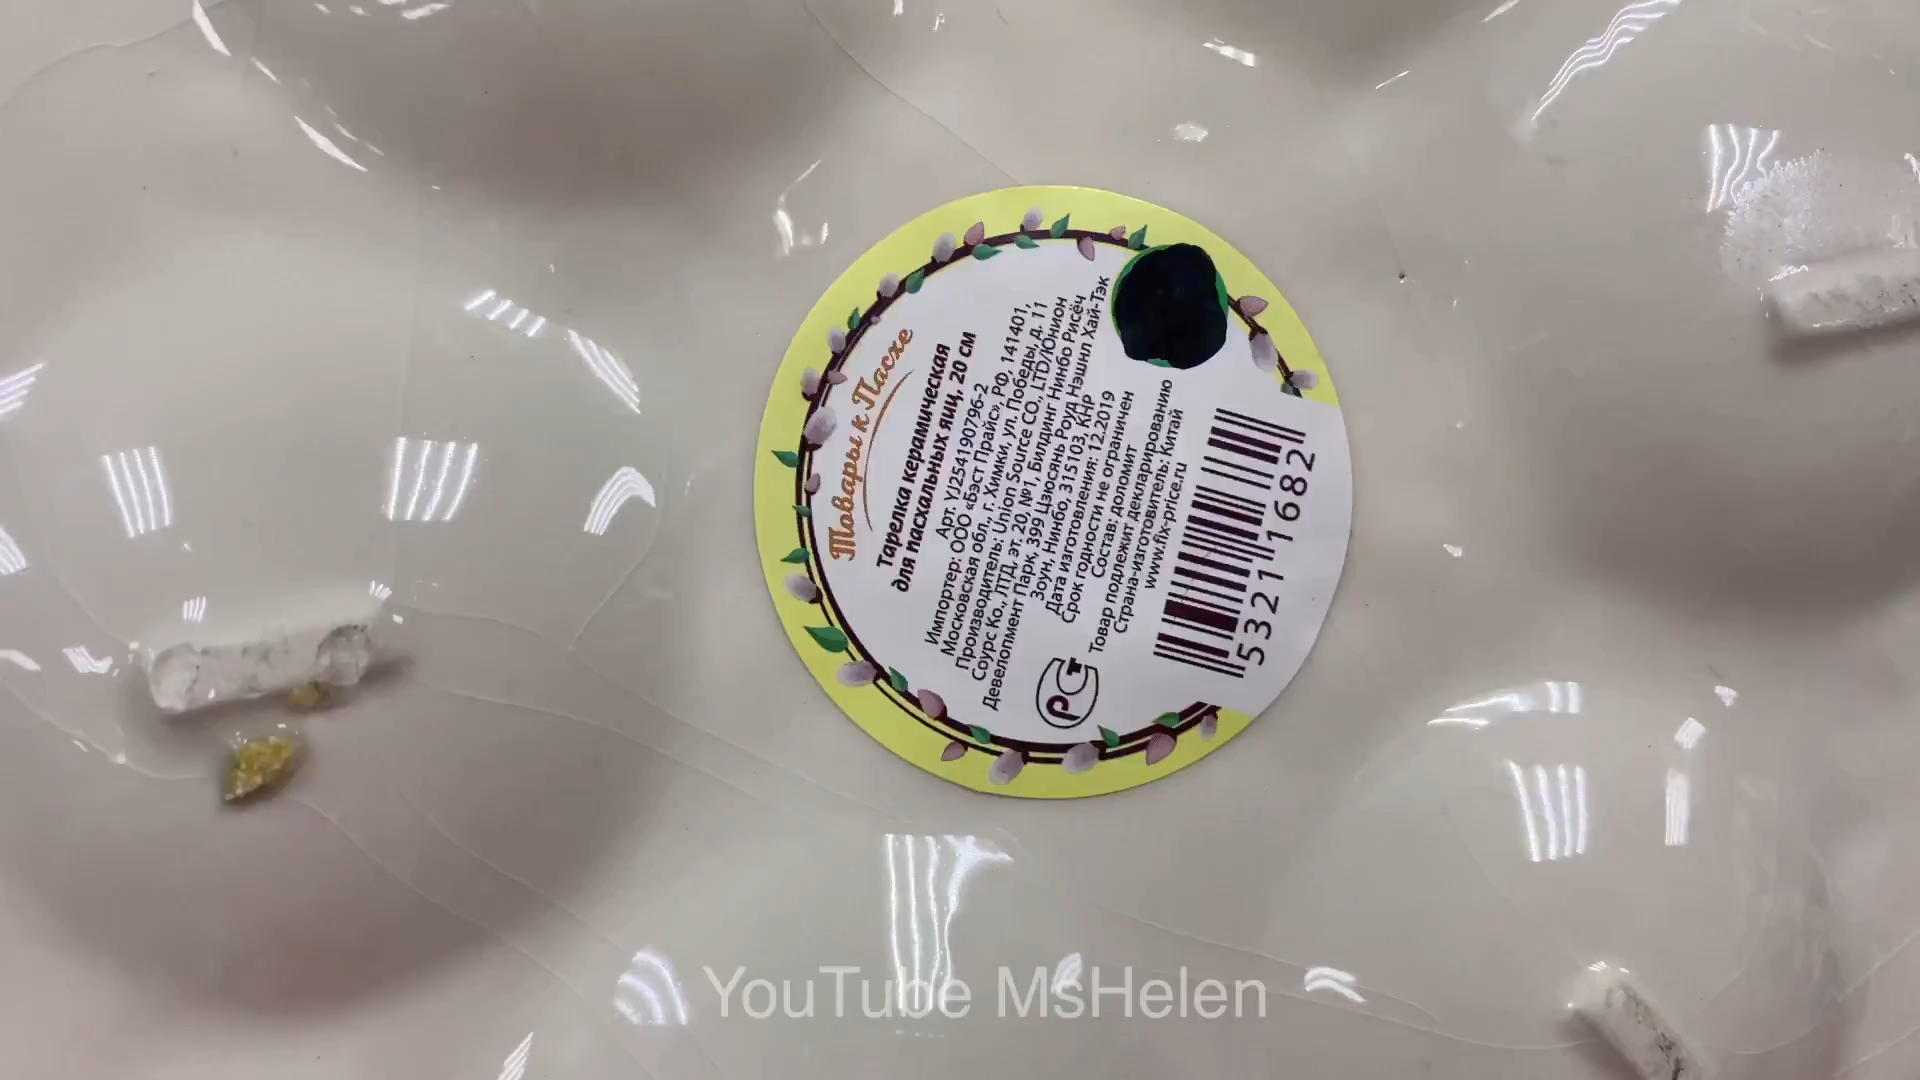 Товары к Пасхе
Тарелка керамическая
для пасхальных яиц, 20 см
Арт. YJ254190796-2
Импортер: ООО «Бэст Прайс», РФ, 141401,
Московская обл., г. Химки, ул. Победы, д. 11
Производитель: Union Source CO., LTD/Юнион
Соурс Ко., ЛТД, эт. 20, №1, Билдинг Нинбо Рисёч
Девелопмент Парк, 399 Цзюсянь Роуд Нэшнл Хай-Тэк
Зоун, Нинбо, 315103, КНР
Дата изготовления: 12.2019
Срок годности не ограничен
Состав: доломит
Товар подлежит декларированию
Страна-изготовитель: Китай
www.fix-price.ru
РСТ
5321 1682
YouTube MsHelen